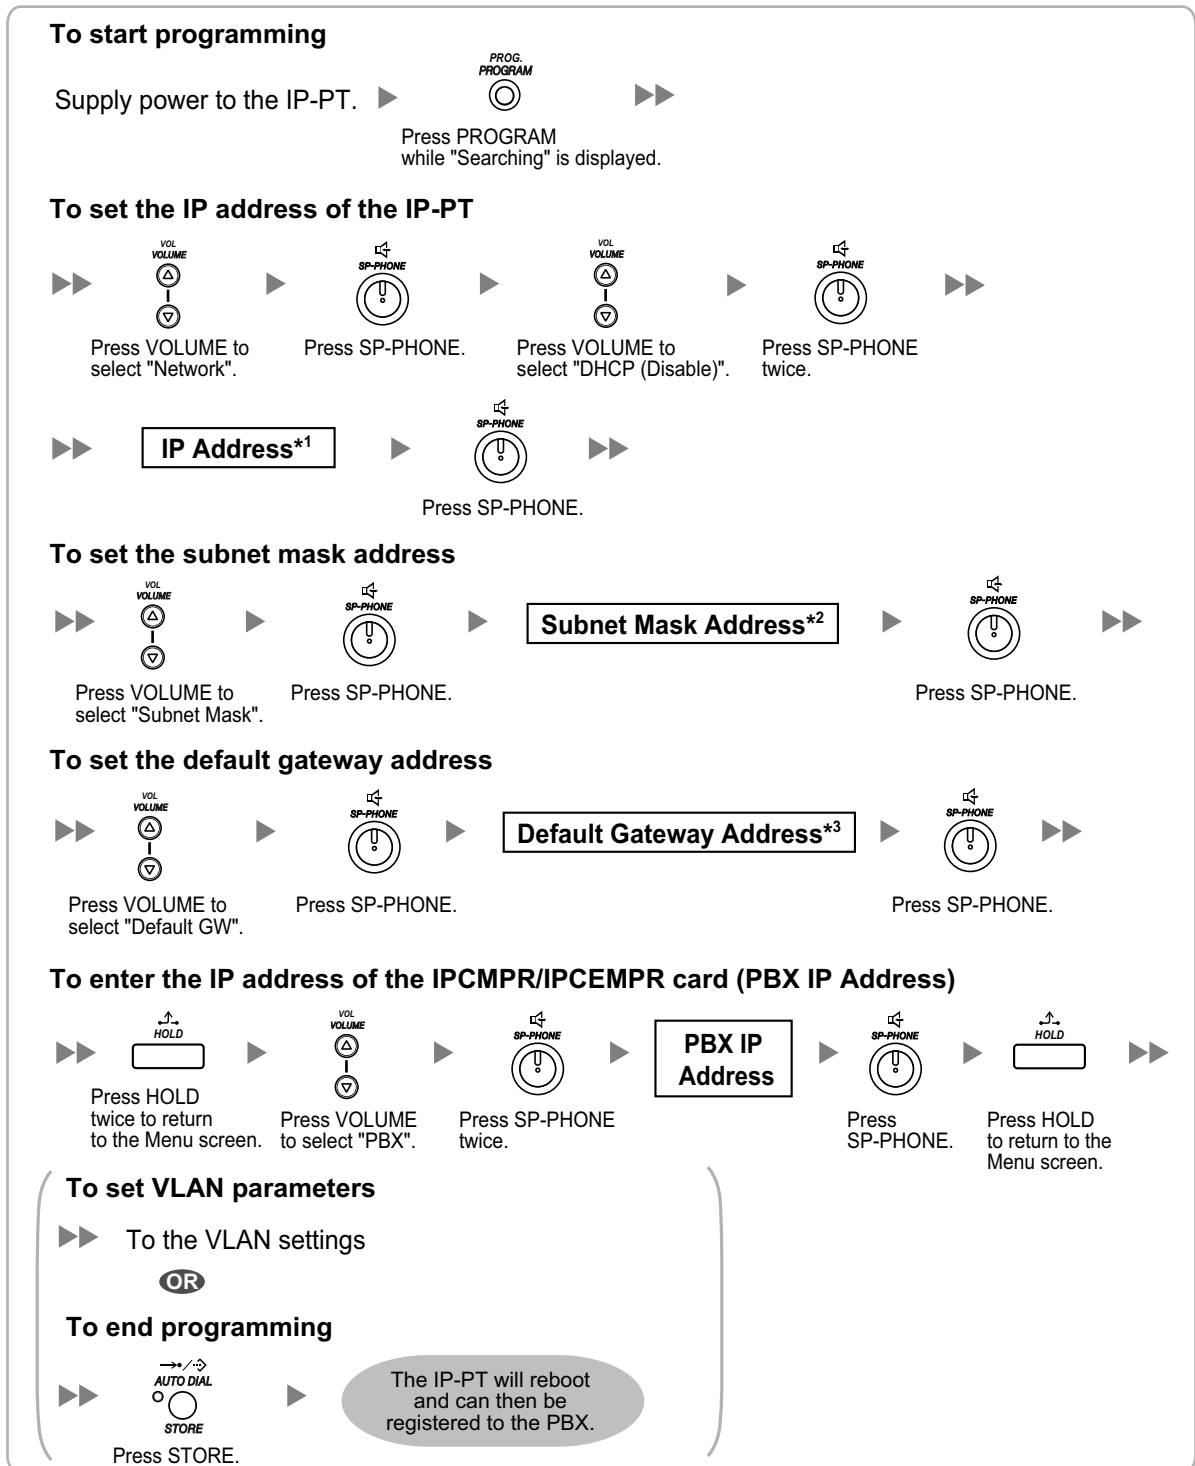 To start programming
PROG.
PROGRAM
Supply power to the IP-PT.
Press PROGRAM
while "Searching" is displayed.
To set the IP address of the IP-PT
VOL
VOLUME
SP-PHONE
VOL
VOLUME
SP-PHONE
Press VOLUME to
select "Network".
Press SP-PHONE.
Press VOLUME to
select "DHCP (Disable)".
Press SP-PHONE
twice.
IP Address*1
SP-PHONE
Press SP-PHONE.
To set the subnet mask address
VOL
VOLUME
SP-PHONE
Subnet Mask Address*2
SP-PHONE
Press VOLUME to
select "Subnet Mask".
Press SP-PHONE.
Press SP-PHONE.
To set the default gateway address
VOL
VOLUME
SP-PHONE
Default Gateway Address*3
SP-PHONE
Press VOLUME to
select "Default GW".
Press SP-PHONE.
Press SP-PHONE.
To enter the IP address of the IPCMPR/IPCEMPR card (PBX IP Address)
HOLD
VOL
VOLUME
SP-PHONE
PBX IP
Address
SP-PHONE
HOLD
Press HOLD
twice to return
to the Menu screen.
Press VOLUME
to select "PBX".
Press SP-PHONE
twice.
Press
SP-PHONE.
Press HOLD
to return to the
Menu screen.
To set VLAN parameters
To the VLAN settings
OR
To end programming
AUTO DIAL
STORE
Press STORE.
The IP-PT will reboot
and can then be
registered to the PBX.